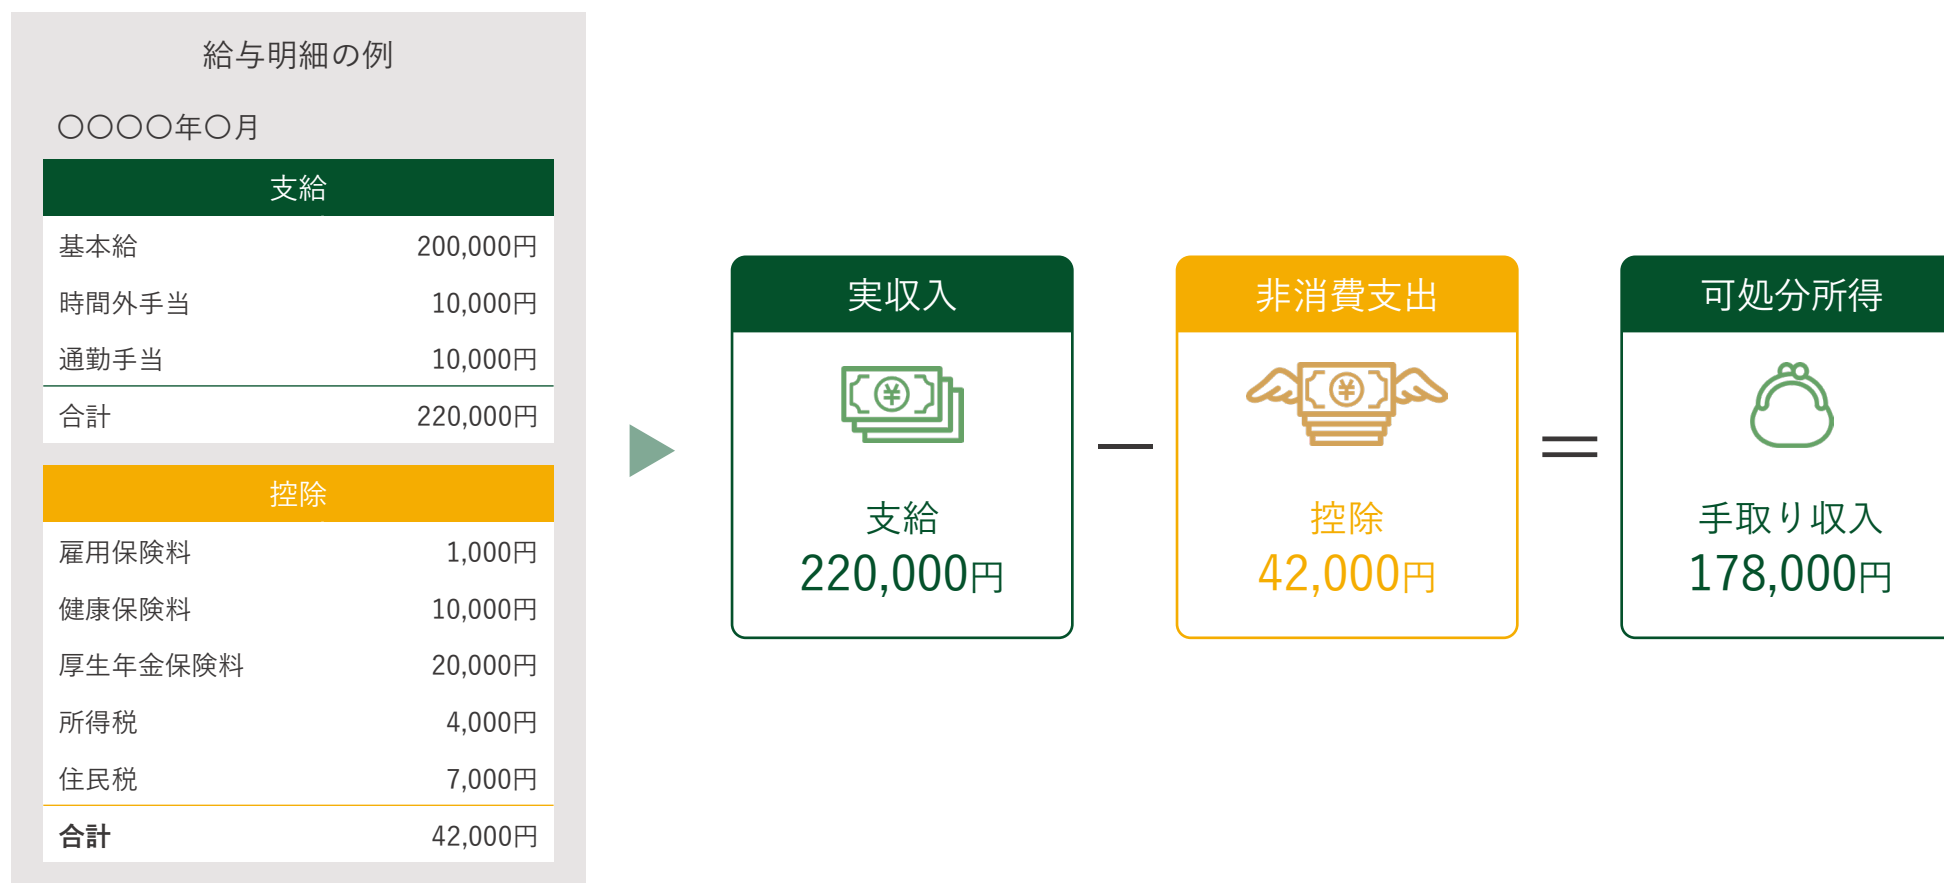 給与明細の例
〇〇〇〇年〇月
支給
基本給 200,000円
時間外手当 10,000円
通勤手当 10,000円
合計 220,000円
控除
雇用保険料 1,000円
健康保険料 10,000円
厚生年金保険料 20,000円
所得税 4,000円
住民税 7,000円
合計 42,000円
実収入
¥
支給
220,000円
－
非消費支出
¥
控除
42,000円
＝
可処分所得
手取り収入
178,000円